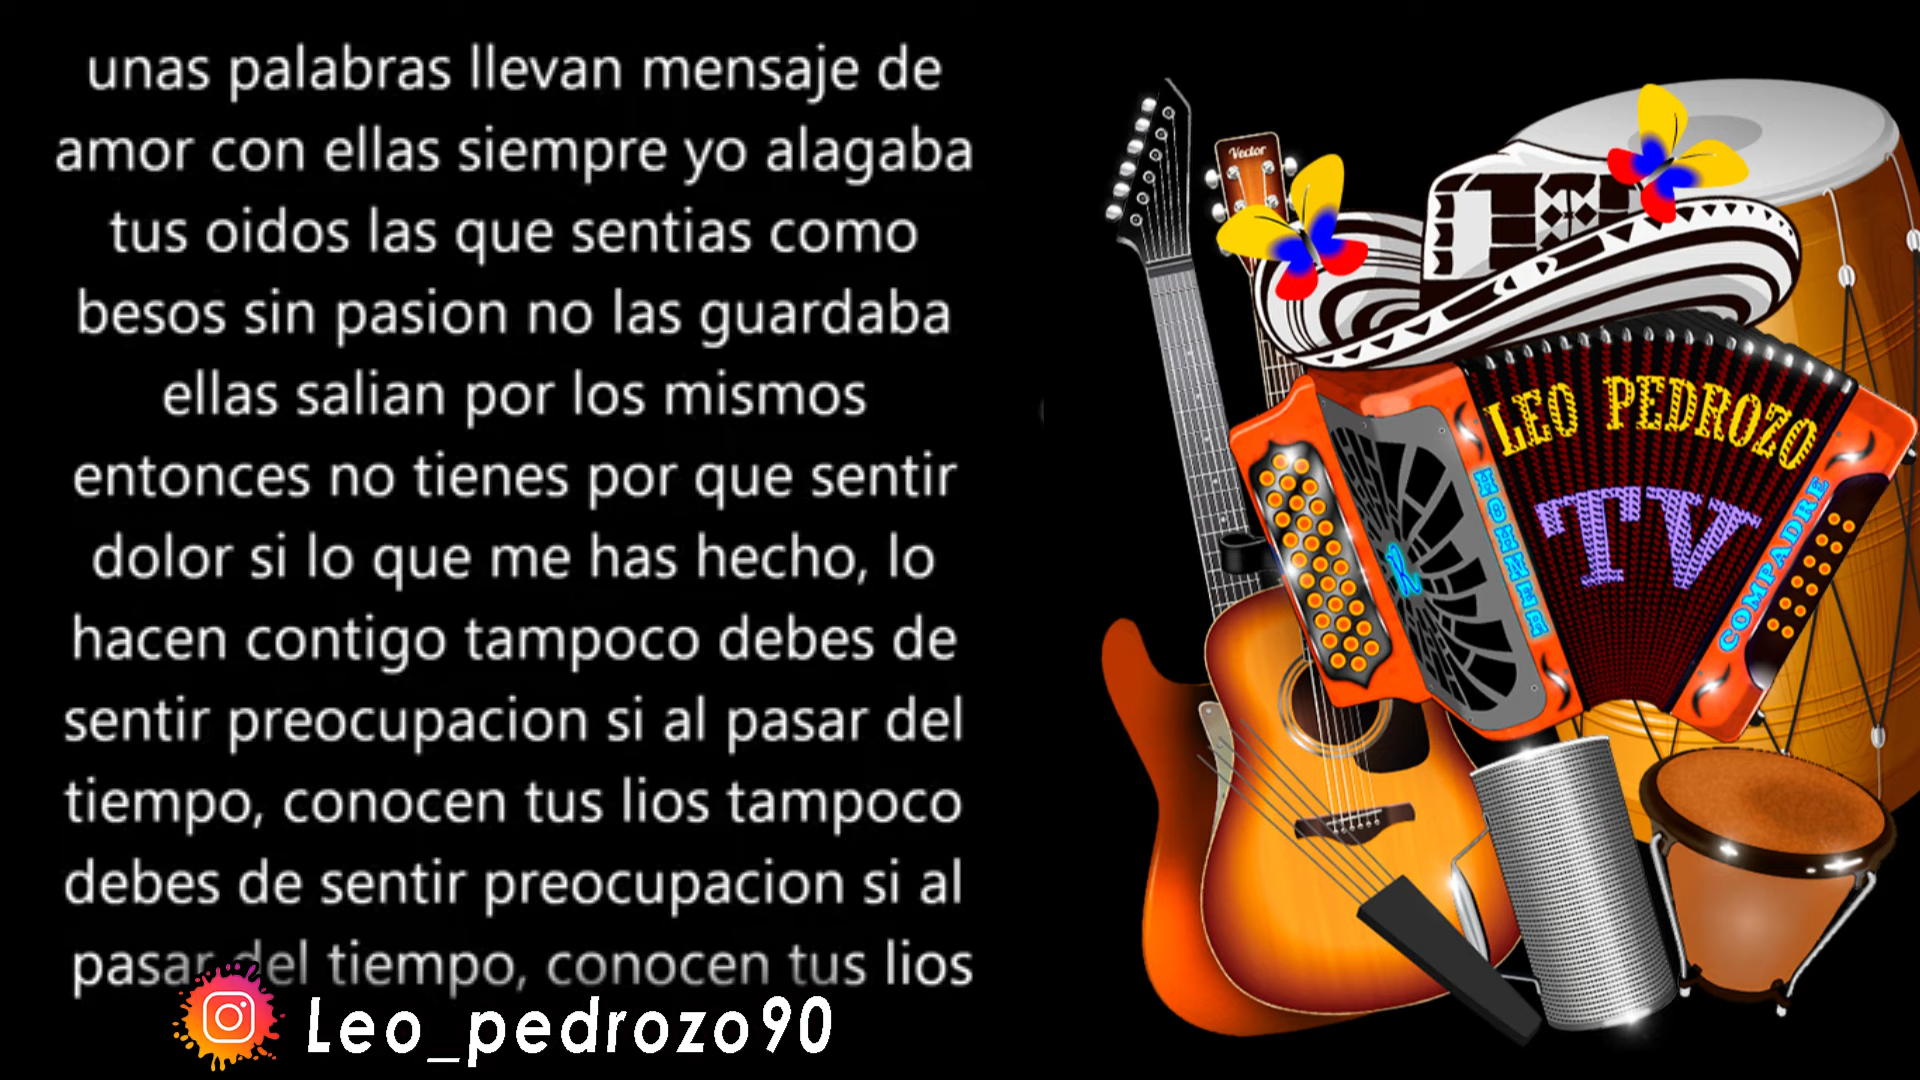 unas palabras llevan mensaje de
amor con ellas siempre yo alagaba
tus oidos las que sentias como
besos sin pasion no las guardaba
ellas salian por los mismos
entonces no tienes por que sentir
dolor si lo que me has hecho, lo
hacen contigo tampoco debes de
sentir preocupacion si al pasar del
tiempo, conocen tus lios tampoco
debes de sentir preocupacion si al
pasar del tiempo, conocen tus lios
Leo_pedrozo90
Vector
LEO PEDROZO
TV
HOHNER
COMPADRE